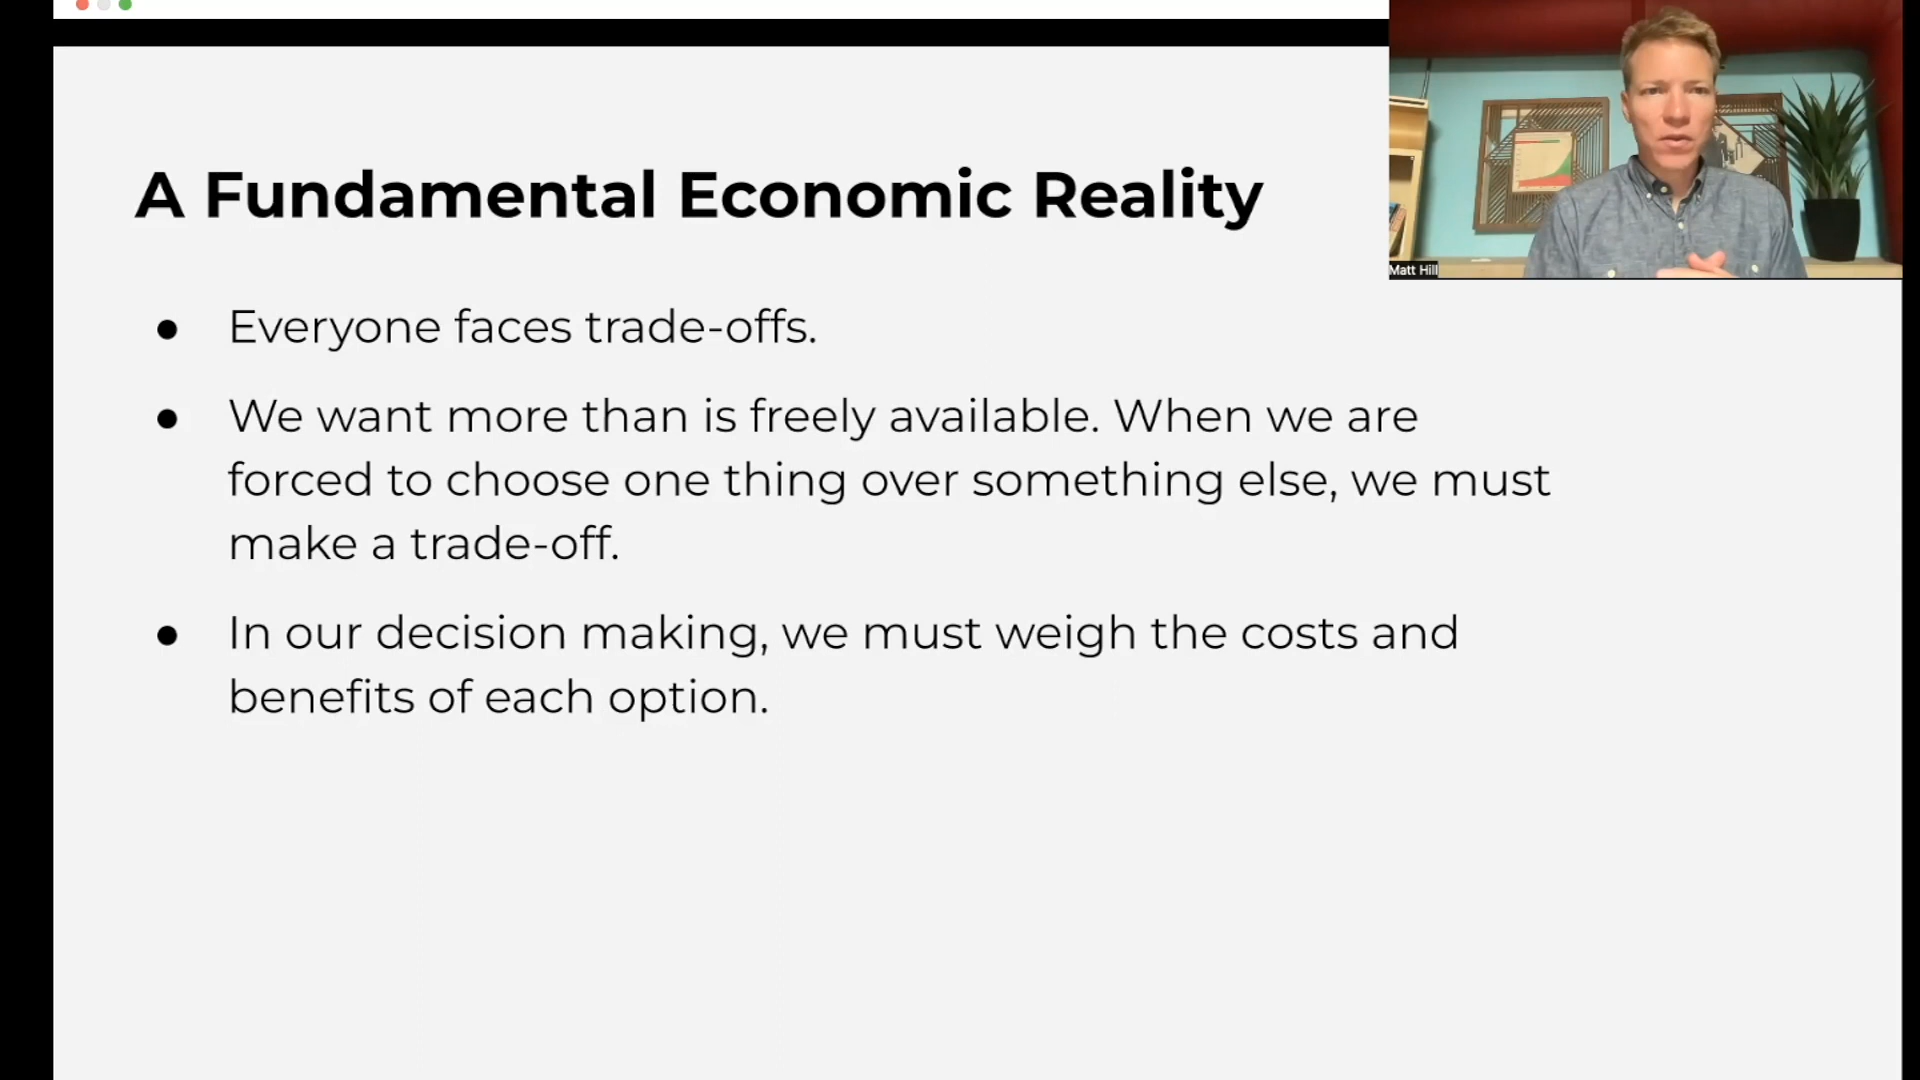 A Fundamental Economic Reality
Matt Hill
● Everyone faces trade-offs.
● We want more than is freely available. When we are
forced to choose one thing over something else, we must
make a trade-off.
● In our decision making, we must weigh the costs and
benefits of each option.